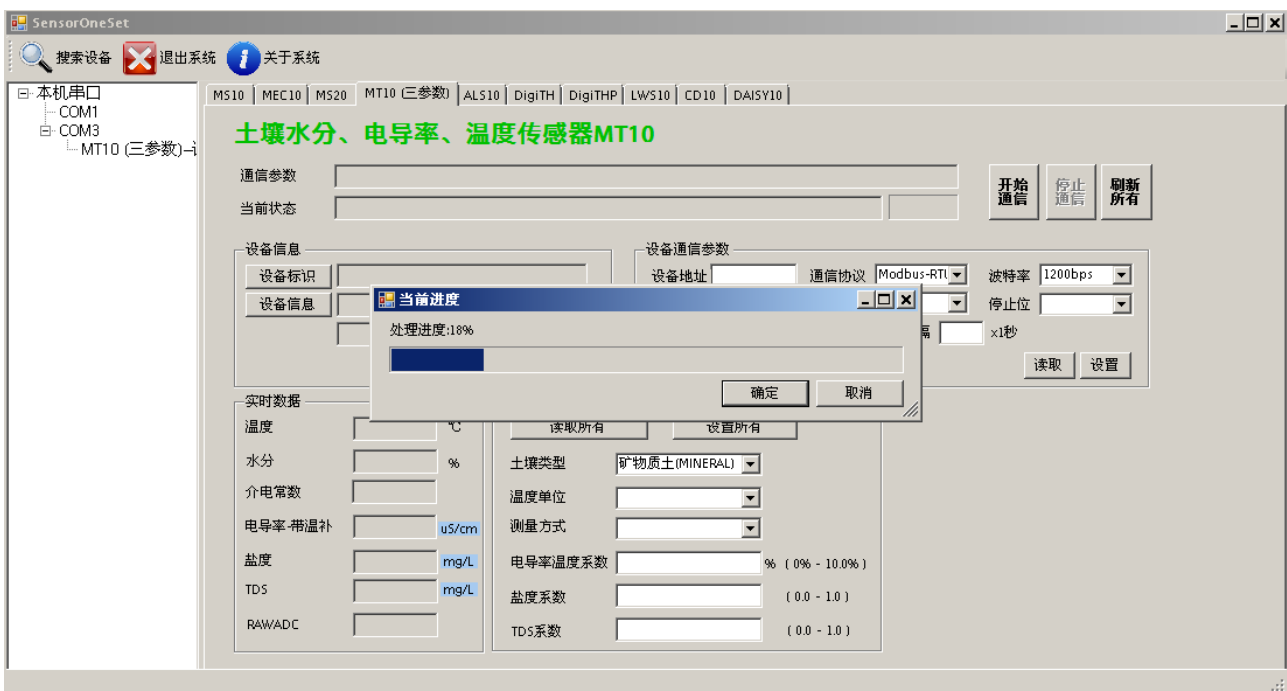 SensorOneSet
搜索设备 退出系统 关于系统
本机串口
COM1
COM3
MT10 (三参数)--
MS10 MEC10 MS20 MT10 (三参数) ALS10 DigiTH DigiTHP LWS10 CD10 DAISY10
土壤水分、电导率、温度传感器MT10
通信参数
当前状态
开始通信 停止通信 刷新所有
设备信息
设备标识
设备信息
设备通信参数
设备地址 通信协议 Modbus-RTU 波特率 1200bps
停止位
隔 x1秒
读取 设置
当前进度
处理进度:18%
确定 取消
实时数据
温度 ℃
水分 %
介电常数
电导率-带温补 uS/cm
盐度 mg/L
TDS mg/L
RAWADC
读取所有 设置所有
土壤类型 矿物质土(MINERAL)
温度单位
测量方式
电导率温度系数 % ( 0% - 10.0% )
盐度系数 ( 0.0 - 1.0 )
TDS系数 ( 0.0 - 1.0 )